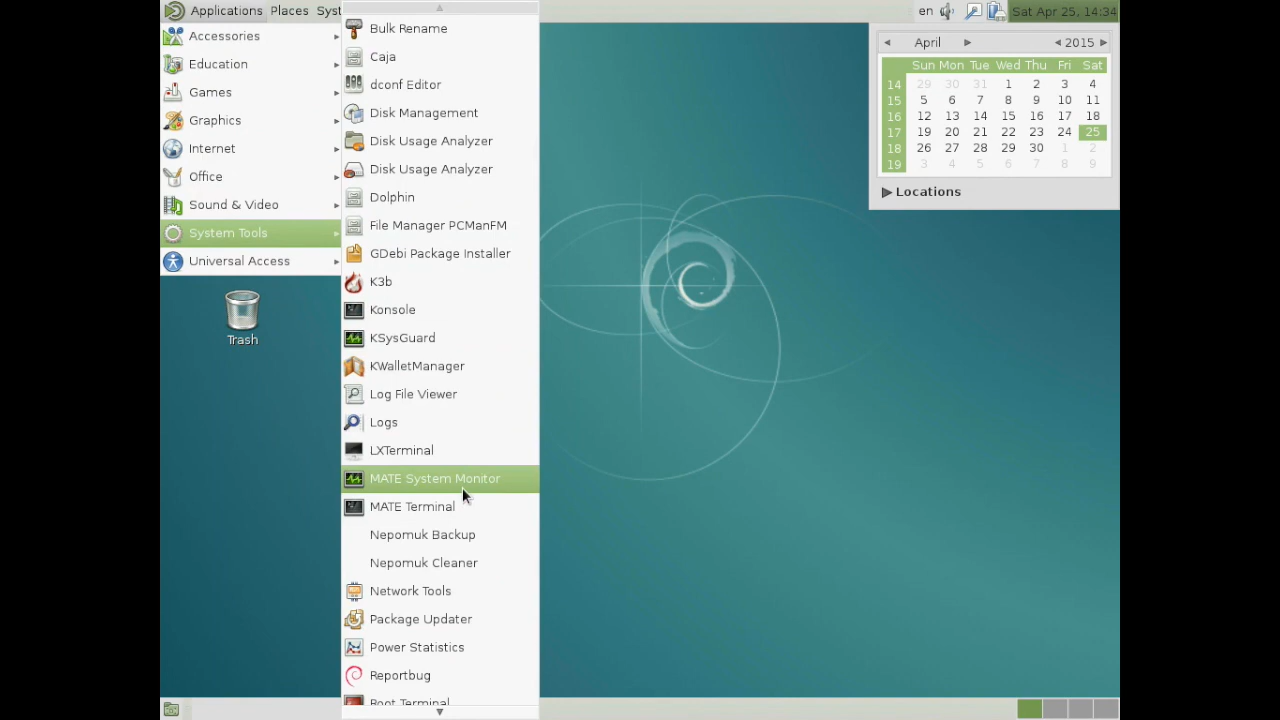 Applications Places Sys
en Sat Apr 25, 14:34
Accessories
Education
Games
Graphics
Internet
Office
Sound & Video
System Tools
Universal Access
Trash
Bulk Rename
Caja
dconf Editor
Disk Management
Disk Usage Analyzer
Disk Usage Analyzer
Dolphin
File Manager PCManFM
GDebi Package Installer
K3b
Konsole
KSysGuard
KWalletManager
Log File Viewer
Logs
LXTerminal
MATE System Monitor
MATE Terminal
Nepomuk Backup
Nepomuk Cleaner
Network Tools
Package Updater
Power Statistics
Reportbug
Root Terminal
April 2015
Sun Mon Tue Wed Thu Fri Sat
14 29 30 31 1 2 3 4
15 5 6 7 8 9 10 11
16 12 13 14 15 16 17 18
17 19 20 21 22 23 24 25
18 26 27 28 29 30 1 2
19 3 4 5 6 7 8 9
Locations